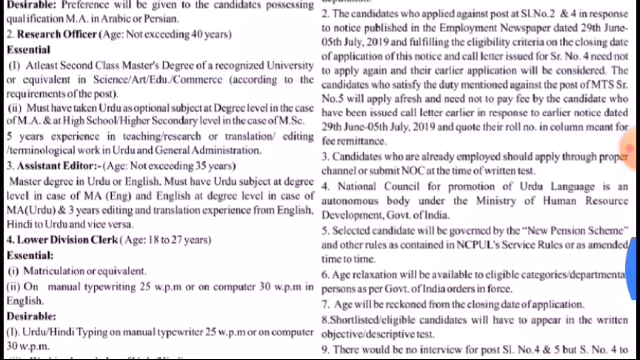 Desirable: Preference will be given to the candidates possessing
qualification M.A. in Arabic or Persian.
2. Research Officer (Age: Not exceeding 40 years)
Essential
(I) Atleast Second Class Master's Degree of a recognized University
or equivalent in Science/Art/Edu./Commerce (according to the
requirements of the post).
(ii) Must have taken Urdu as optional subject at Degree level in the case
of M.A. & at High School/Higher Secondary level in the case of M.Sc.
5 years experience in teaching/research or translation/ editing
/terminological work in Urdu and General Administration.
3. Assistant Editor:-(Age: Not exceeding 35 years)
Master degree in Urdu or English. Must have Urdu subject at degree
level in case of MA (Eng) and English at degree level in case of
MA(Urdu) & 3 years editing and translation experience from English,
Hindi to Urdu and vice versa.
4. Lower Division Clerk (Age: 18 to 27 years)
Essential:
(i) Matriculation or equivalent.
(ii) On manual typewriting 25 w.p.m or on computer 30 w.p.m in
English.
Desirable:
(I). Urdu/Hindi Typing on manual typewriter 25 w.p.m or on computer
30 w.p.m.
2. The candidates who applied against post at Sl.No.2 & 4 in response
to notice published in the Employment Newspaper dated 29th June-
05th July, 2019 and fulfilling the eligibility criteria on the closing date
of application of this notice and call letter issued for Sr. No. 4 need not
to apply again and their earlier application will be considered. The
candidates who satisfy the duty mentioned against the post of MTS Sr.
No.5 will apply afresh and need not to pay fee by the candidate who
have been issued call letter earlier in response to earlier notice dated
29th June-05th July, 2019 and quote their roll no. in column meant for
fee remittance.
3. Candidates who are already employed should apply through proper
channel or submit NOC at the time of written test.
4. National Council for promotion of Urdu Language is an
autonomous body under the Ministry of Human Resource
Development, Govt. of India.
5. Selected candidate will be governed by the "New Pension Scheme"
and other rules as contained in NCPUL's Service Rules or as amended
time to time.
6. Age relaxation will be available to eligible categories/departmental
persons as per Govt. of India orders in force.
7. Age will be reckoned from the closing date of application.
8.Shortlisted/eligible candidates will have to appear in the written
objective/descriptive test.
9. There would be no interview for post Sl. No.4 & 5 but S. No. 4 to